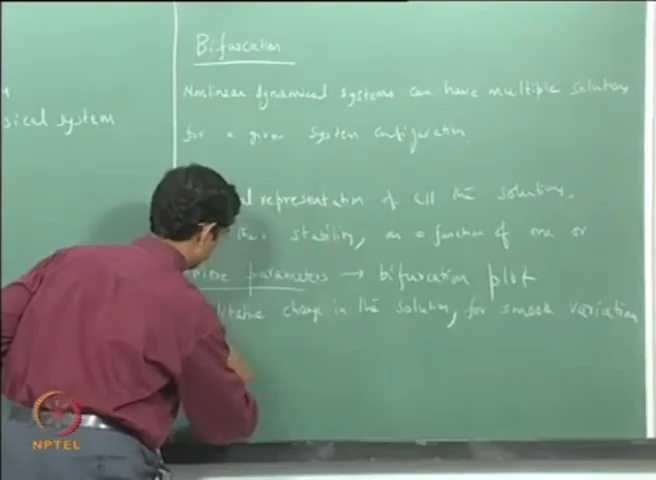 Bifurcation
Nonlinear dynamical systems can have multiple solutions
sical system
for a given system configuration.
representation of all the solutions,
stability, as a function of one or
more parameters → bifurcation plot
change in the solution, for smooth variation
NPTEL